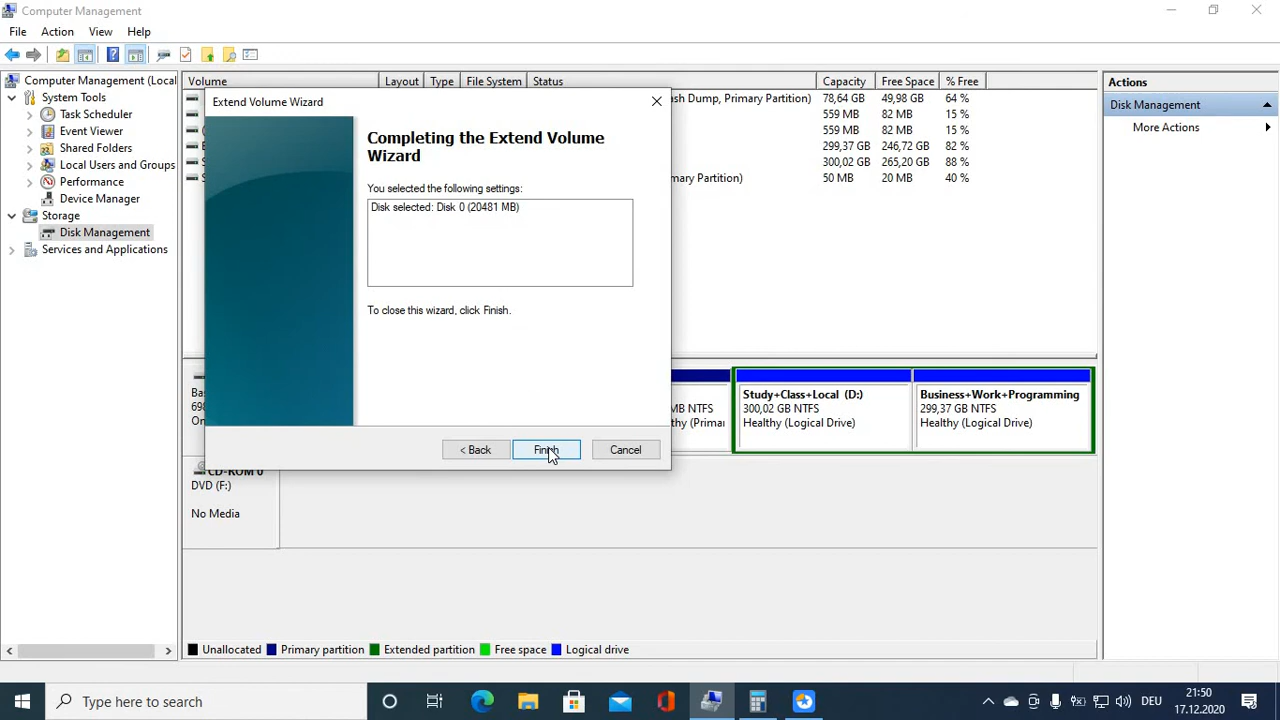 Computer Management
File Action View Help
Computer Management (Local
System Tools
Task Scheduler
Event Viewer
Shared Folders
Local Users and Groups
Performance
Device Manager
Storage
Disk Management
Services and Applications
Volume Layout Type File System Status Capacity Free Space % Free
ash Dump, Primary Partition) 78,64 GB 49,98 GB 64 %
559 MB 82 MB 15 %
559 MB 82 MB 15 %
299,37 GB 246,72 GB 82 %
300,02 GB 265,20 GB 88 %
mary Partition) 50 MB 20 MB 40 %
Extend Volume Wizard
Completing the Extend Volume
Wizard
You selected the following settings:
Disk selected: Disk 0 (20481 MB)
To close this wizard, click Finish.
< Back Finish Cancel
Bas
698
On
MB NTFS
lthy (Primar
Study+Class+Local (D:)
300,02 GB NTFS
Healthy (Logical Drive)
Business+Work+Programming
299,37 GB NTFS
Healthy (Logical Drive)
CD-ROM 0
DVD (F:)
No Media
Unallocated Primary partition Extended partition Free space Logical drive
Actions
Disk Management
More Actions
Type here to search
DEU
21:50
17.12.2020